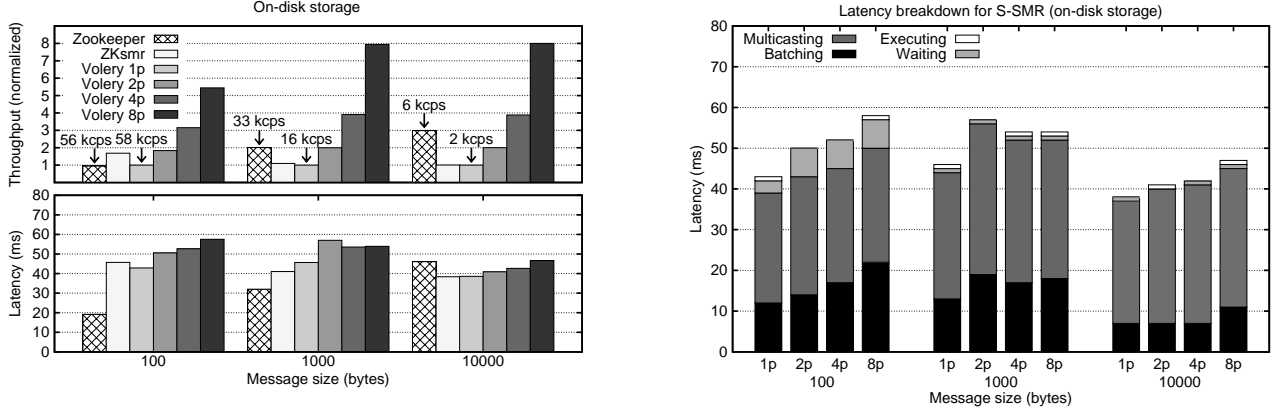 On-disk storage
Throughput (normalized)
8
7
6
5
4
3
2
1
Zookeeper
ZKsmr
Volery 1p
Volery 2p
Volery 4p
Volery 8p
56 kcps
58 kcps
33 kcps
16 kcps
6 kcps
2 kcps
Latency (ms)
80
70
60
50
40
30
20
10
0
100
1000
10000
Message size (bytes)
Latency breakdown for S-SMR (on-disk storage)
Latency (ms)
80
70
60
50
40
30
20
10
0
Multicasting
Batching
Executing
Waiting
1p 2p 4p 8p 1p 2p 4p 8p 1p 2p 4p 8p
100 1000 10000
Message size (bytes)